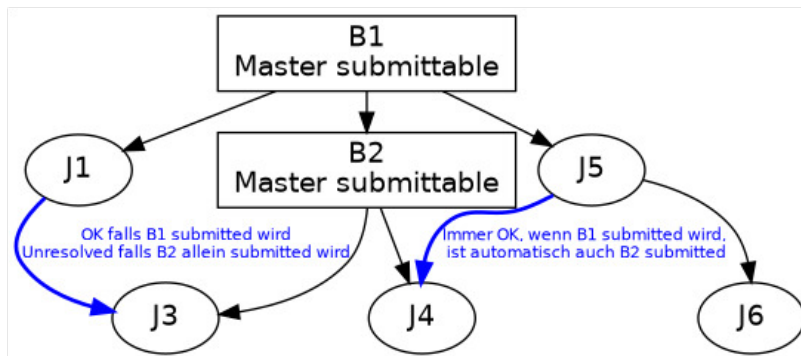 B1
Master submittable
J1
B2
Master submittable
J5
OK falls B1 submitted wird
Unresolved falls B2 allein submitted wird
Immer OK, wenn B1 submitted wird,
ist automatisch auch B2 submitted
J3
J4
J6